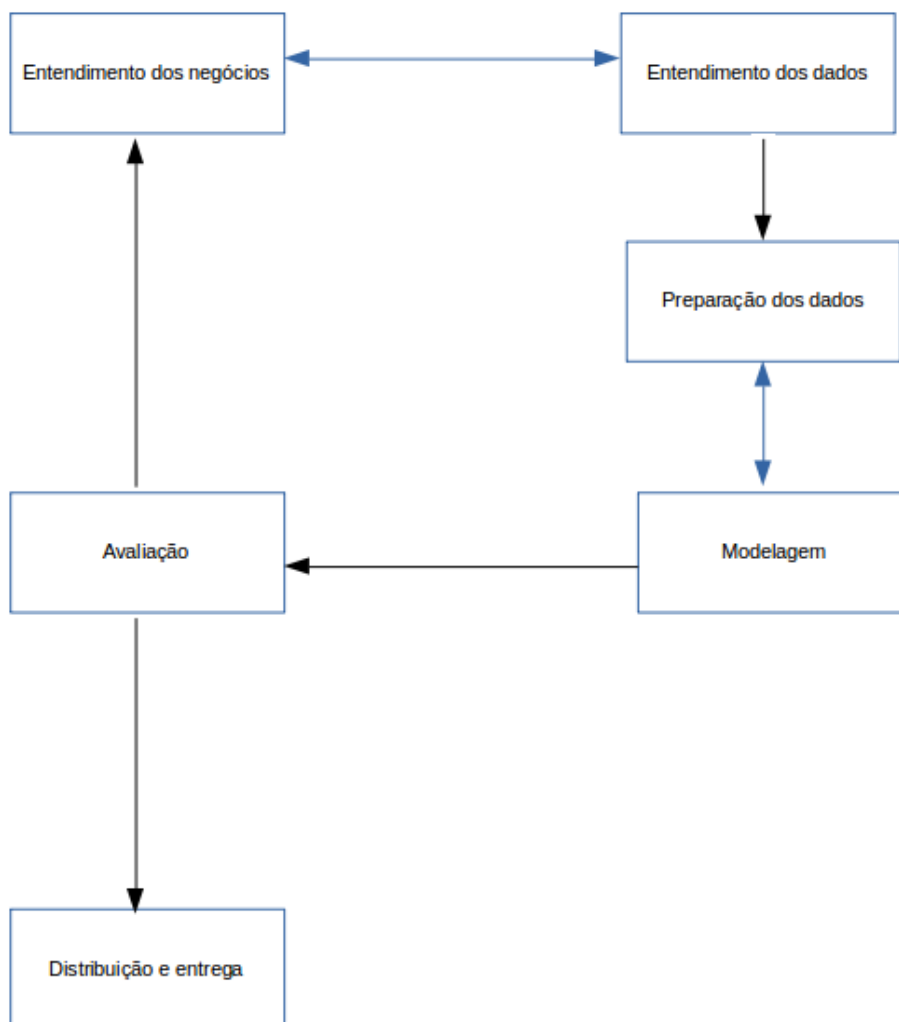 Entendimento dos negócios
Entendimento dos dados
Preparação dos dados
Avaliação
Modelagem
Distribuição e entrega